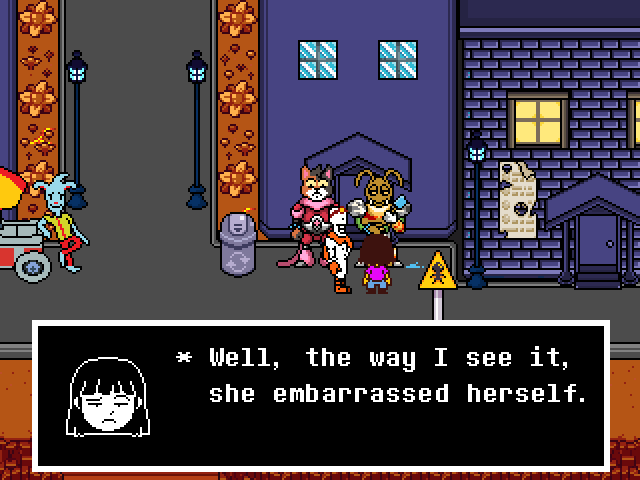 * Well, the way I see it,
she embarrassed herself.